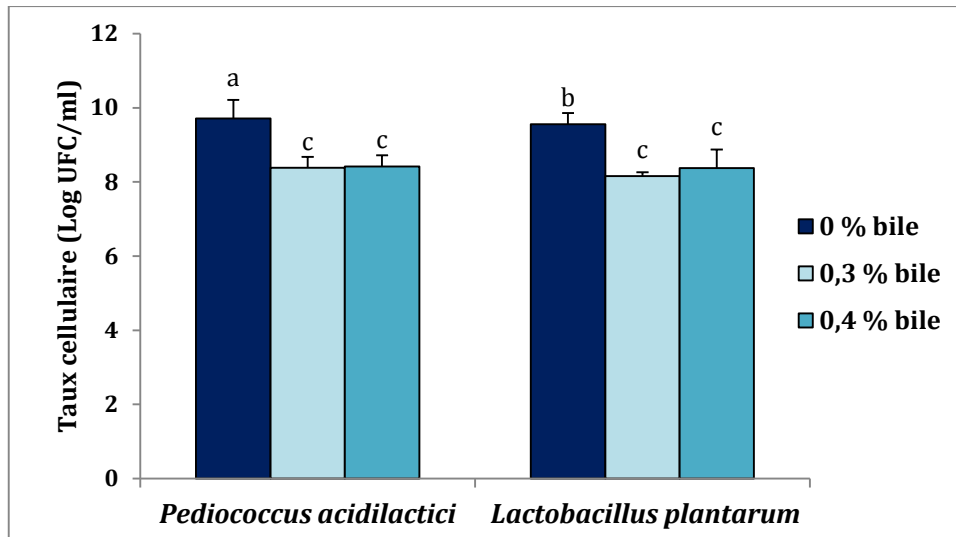 12
10
8
6
4
2
0
Taux cellulaire (Log UFC/ml)
a
c
c
b
c
c
Pediococcus acidilactici
Lactobacillus plantarum
0 % bile
0,3 % bile
0,4 % bile